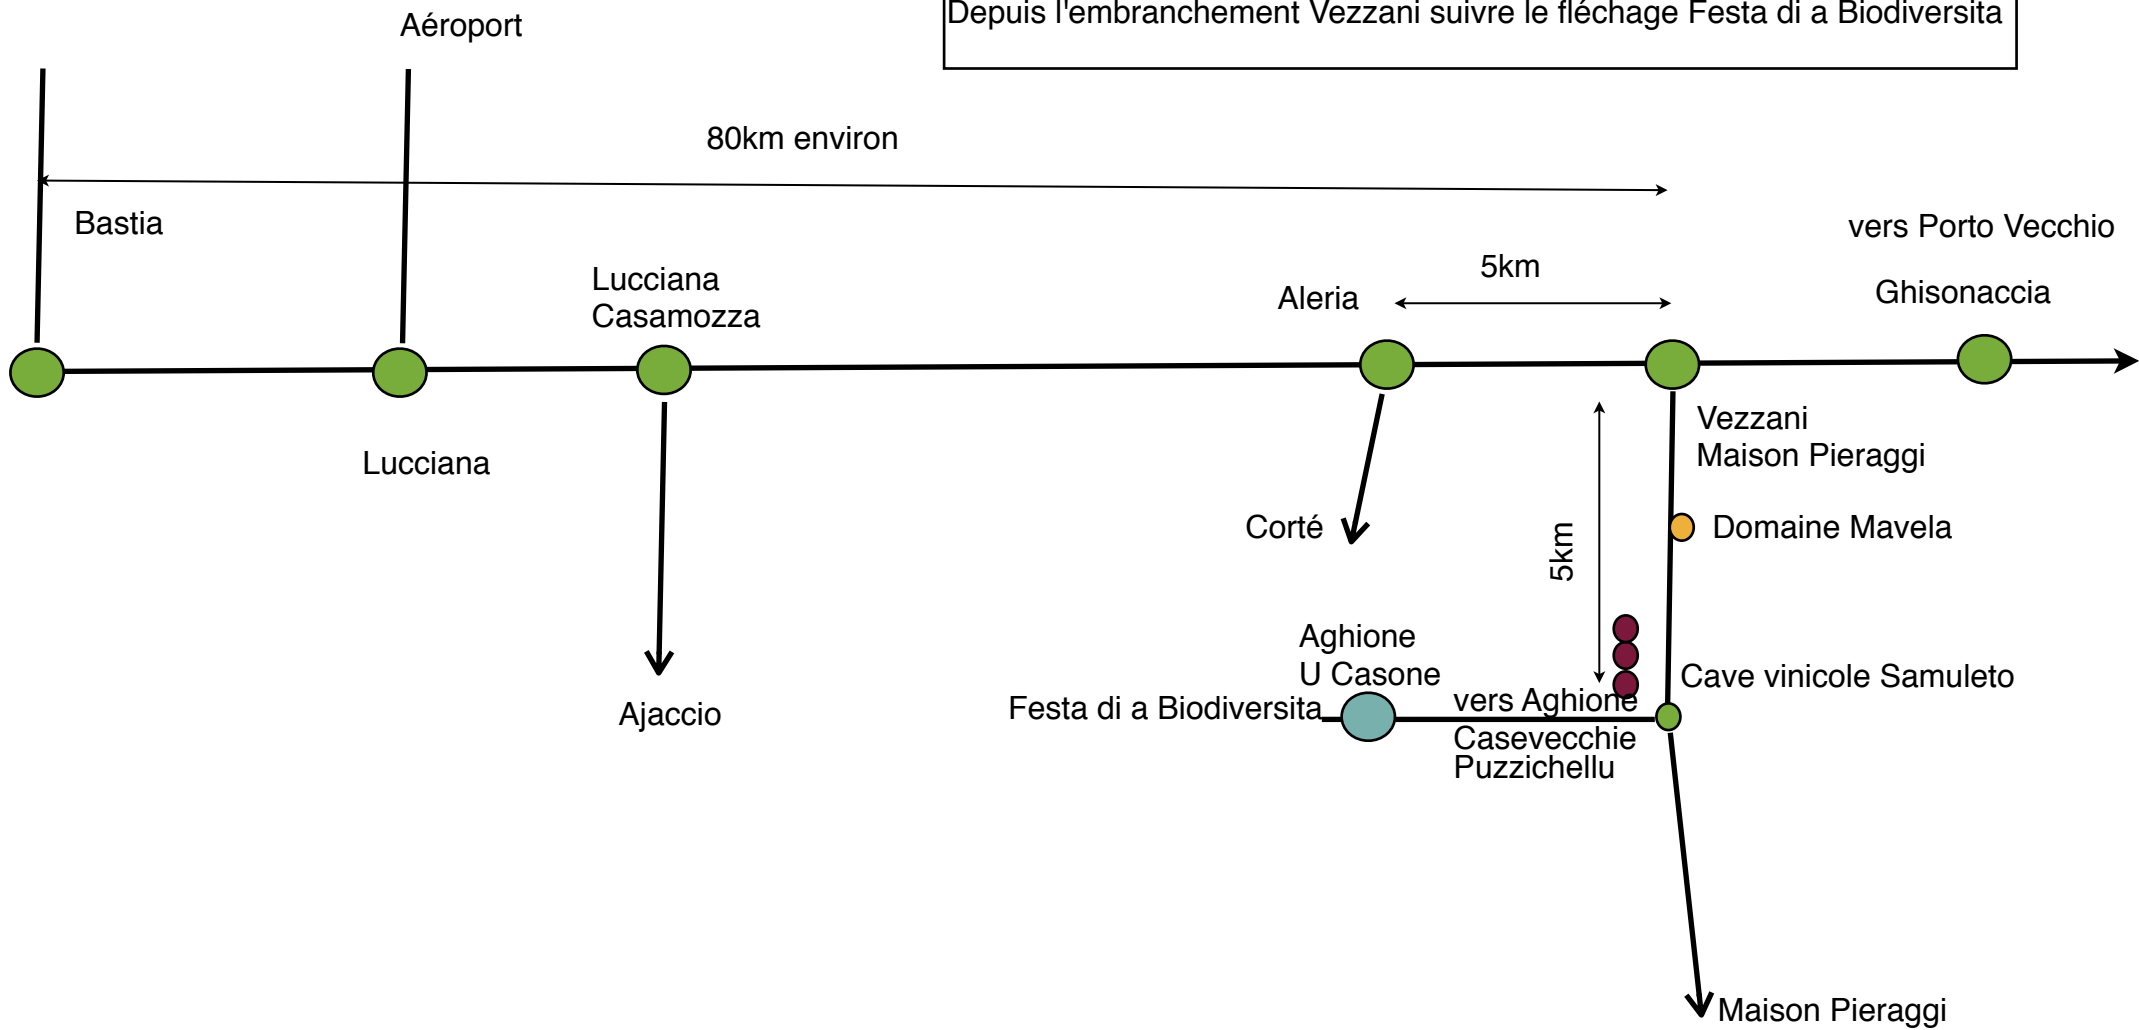 Depuis l'embranchement Vezzani suivre le fléchage Festa di a Biodiversita
Aéroport
80km environ
Bastia
vers Porto Vecchio
Lucciana
Casamozza
5km
Aleria
Ghisonaccia
Lucciana
Vezzani
Maison Pieraggi
Corté
5km
Domaine Mavela
Aghione
U Casone
Cave vinicole Samuleto
Festa di a Biodiversita
vers Aghione
Casevecchie
Puzzichellu
Ajaccio
Maison Pieraggi